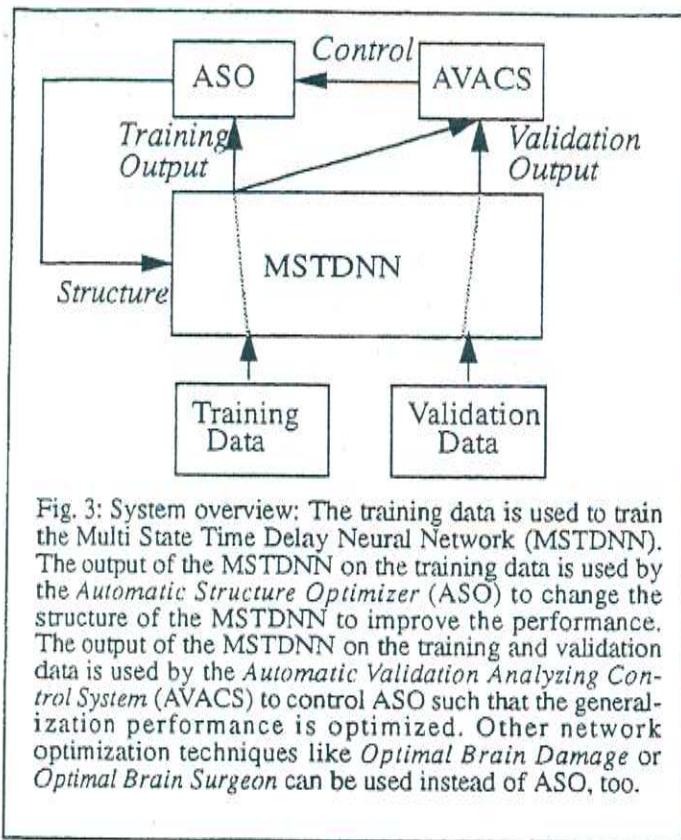 Control
ASO
AVACS
Training
Output
Validation
Output
MSTDNN
Structure
Training
Data
Validation
Data
Fig. 3: System overview: The training data is used to train
the Multi State Time Delay Neural Network (MSTDNN).
The output of the MSTDNN on the training data is used by
the Automatic Structure Optimizer (ASO) to change the
structure of the MSTDNN to improve the performance.
The output of the MSTDNN on the training and validation
data is used by the Automatic Validation Analyzing Con-
trol System (AVACS) to control ASO such that the general-
ization performance is optimized. Other network
optimization techniques like Optimal Brain Damage or
Optimal Brain Surgeon can be used instead of ASO, too.